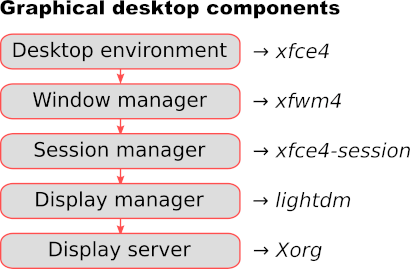 Graphical desktop components
Desktop environment → xfce4
Window manager → xfwm4
Session manager → xfce4-session
Display manager → lightdm
Display server → Xorg